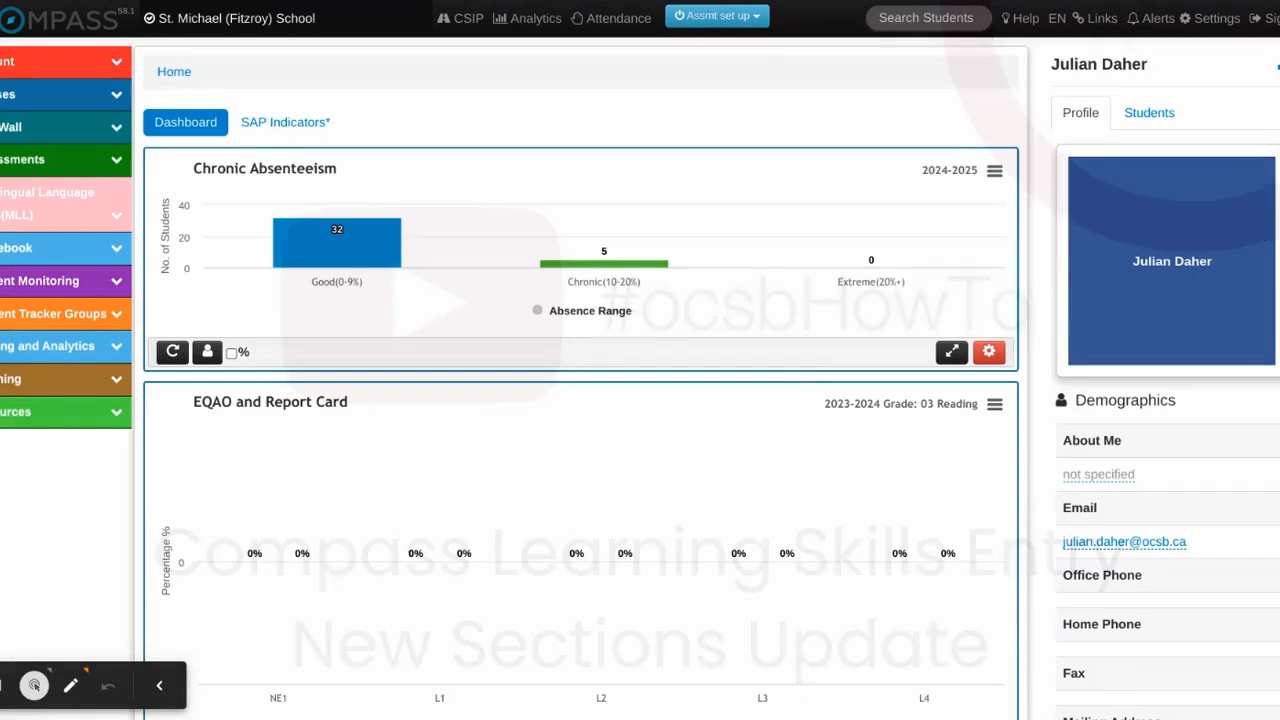 OMPASS 58.1
St. Michael (Fitzroy) School
CSIP Analytics Attendance
Assmt set up
Search Students
Help EN Links Alerts Settings
unt
ses
Wall
ssments
ingual Language
(MLL)
ebook
ent Monitoring
ent Tracker Groups
ng and Analytics
ning
urces
Home
Dashboard SAP Indicators*
Chronic Absenteeism
2024-2025
No. of Students
40
20
0
32
5
0
Good(0-9%) Chronic(10-20%) Extreme(20%+)
Absence Range
#ocsbHowTo
%
EQAO and Report Card
2023-2024 Grade: 03 Reading
Percentage %
0
0% 0% 0% 0% 0% 0% 0% 0% 0% 0%
Compass Learning Skills Entry
New Sections Update
NE1 L1 L2 L3 L4
Julian Daher
Profile Students
Julian Daher
Demographics
About Me
not specified
Email
julian.daher@ocsb.ca
Office Phone
Home Phone
Fax